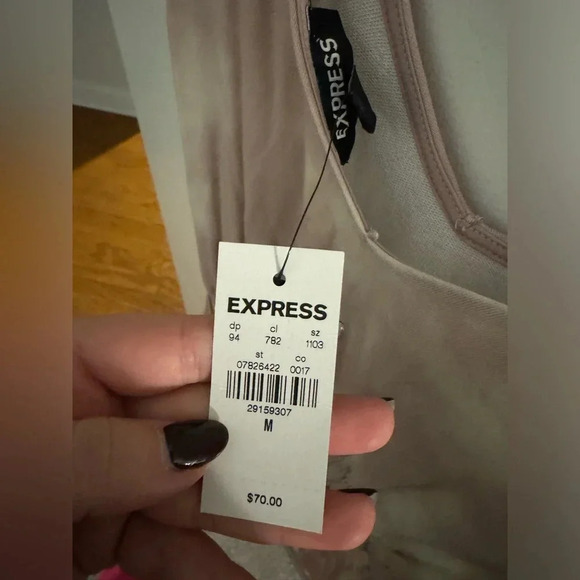 EXPRESS
EXPRESS
dp cl sz
94 782 1103
st co
07826422 0017
29159307
M
$70.00